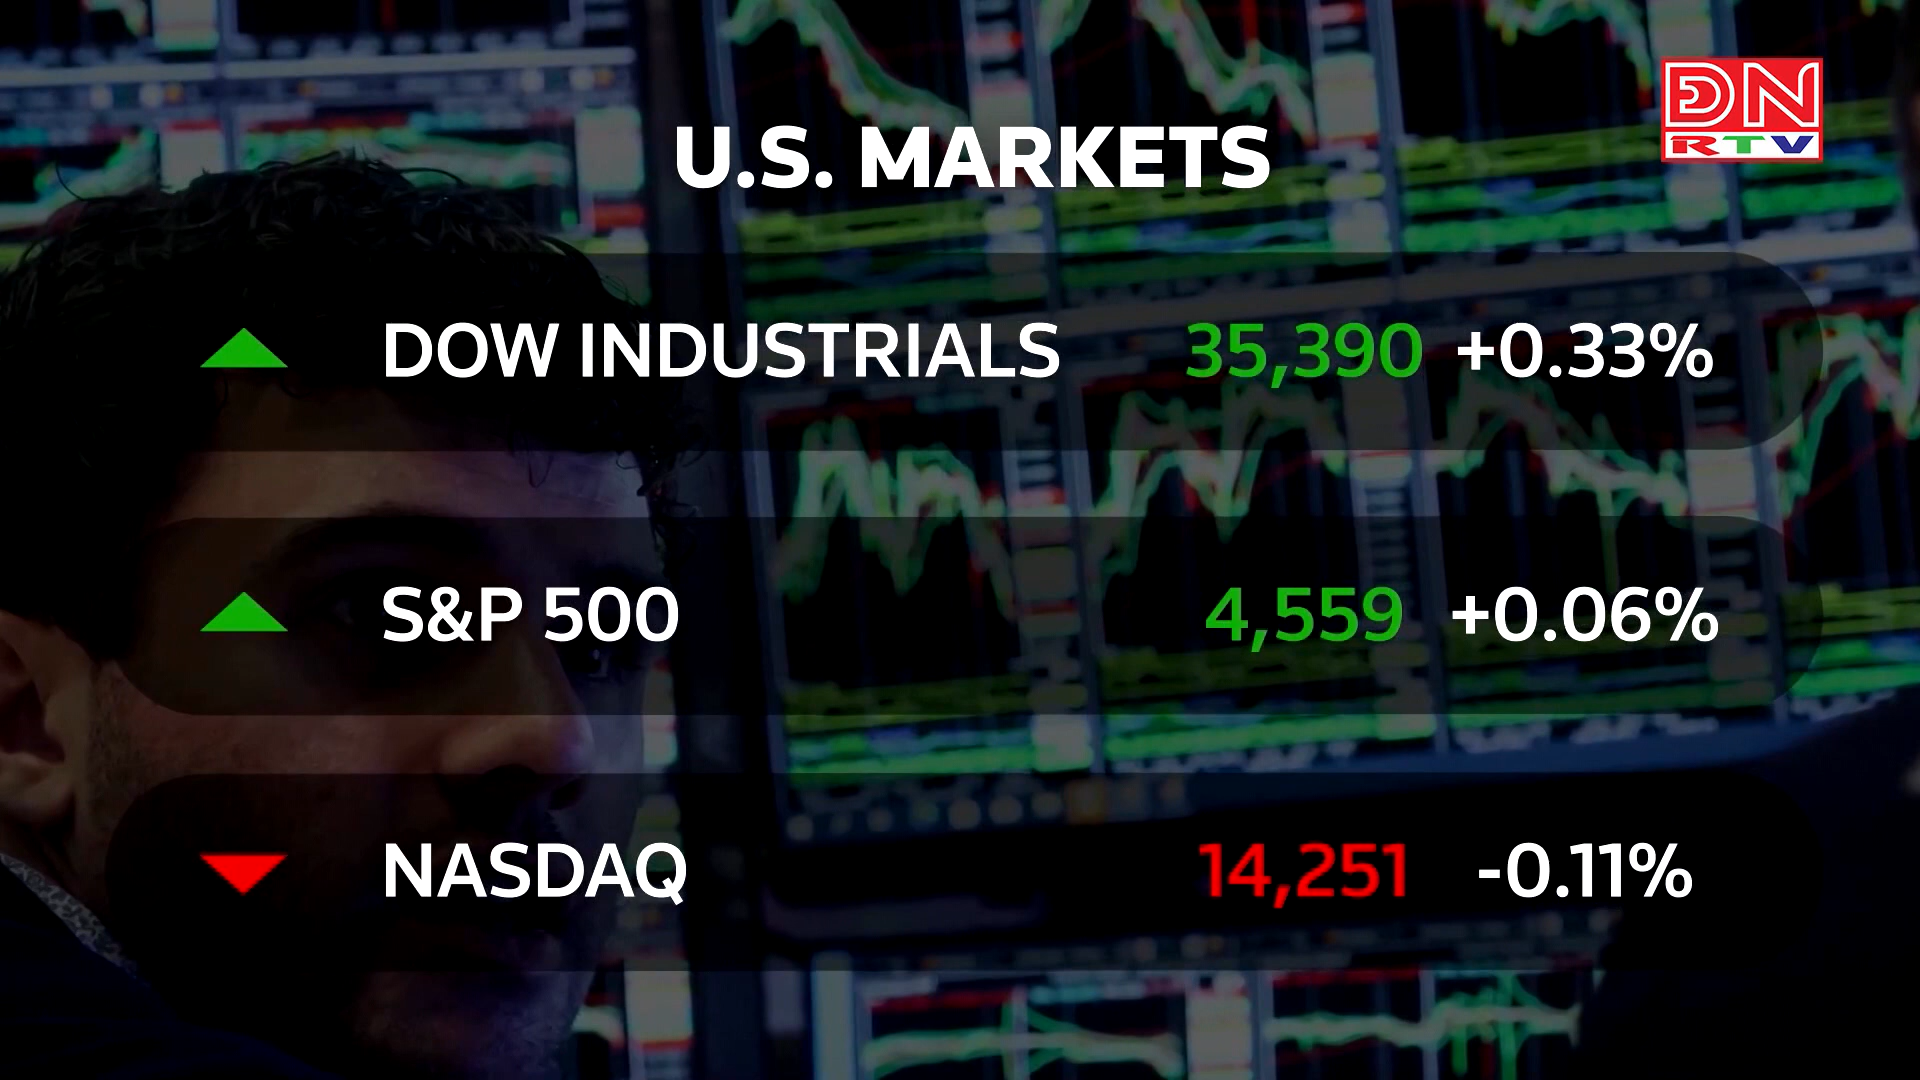 DN
RTV
U.S. MARKETS
DOW INDUSTRIALS 35,390 +0.33%
S&P 500 4,559 +0.06%
NASDAQ 14,251 -0.11%